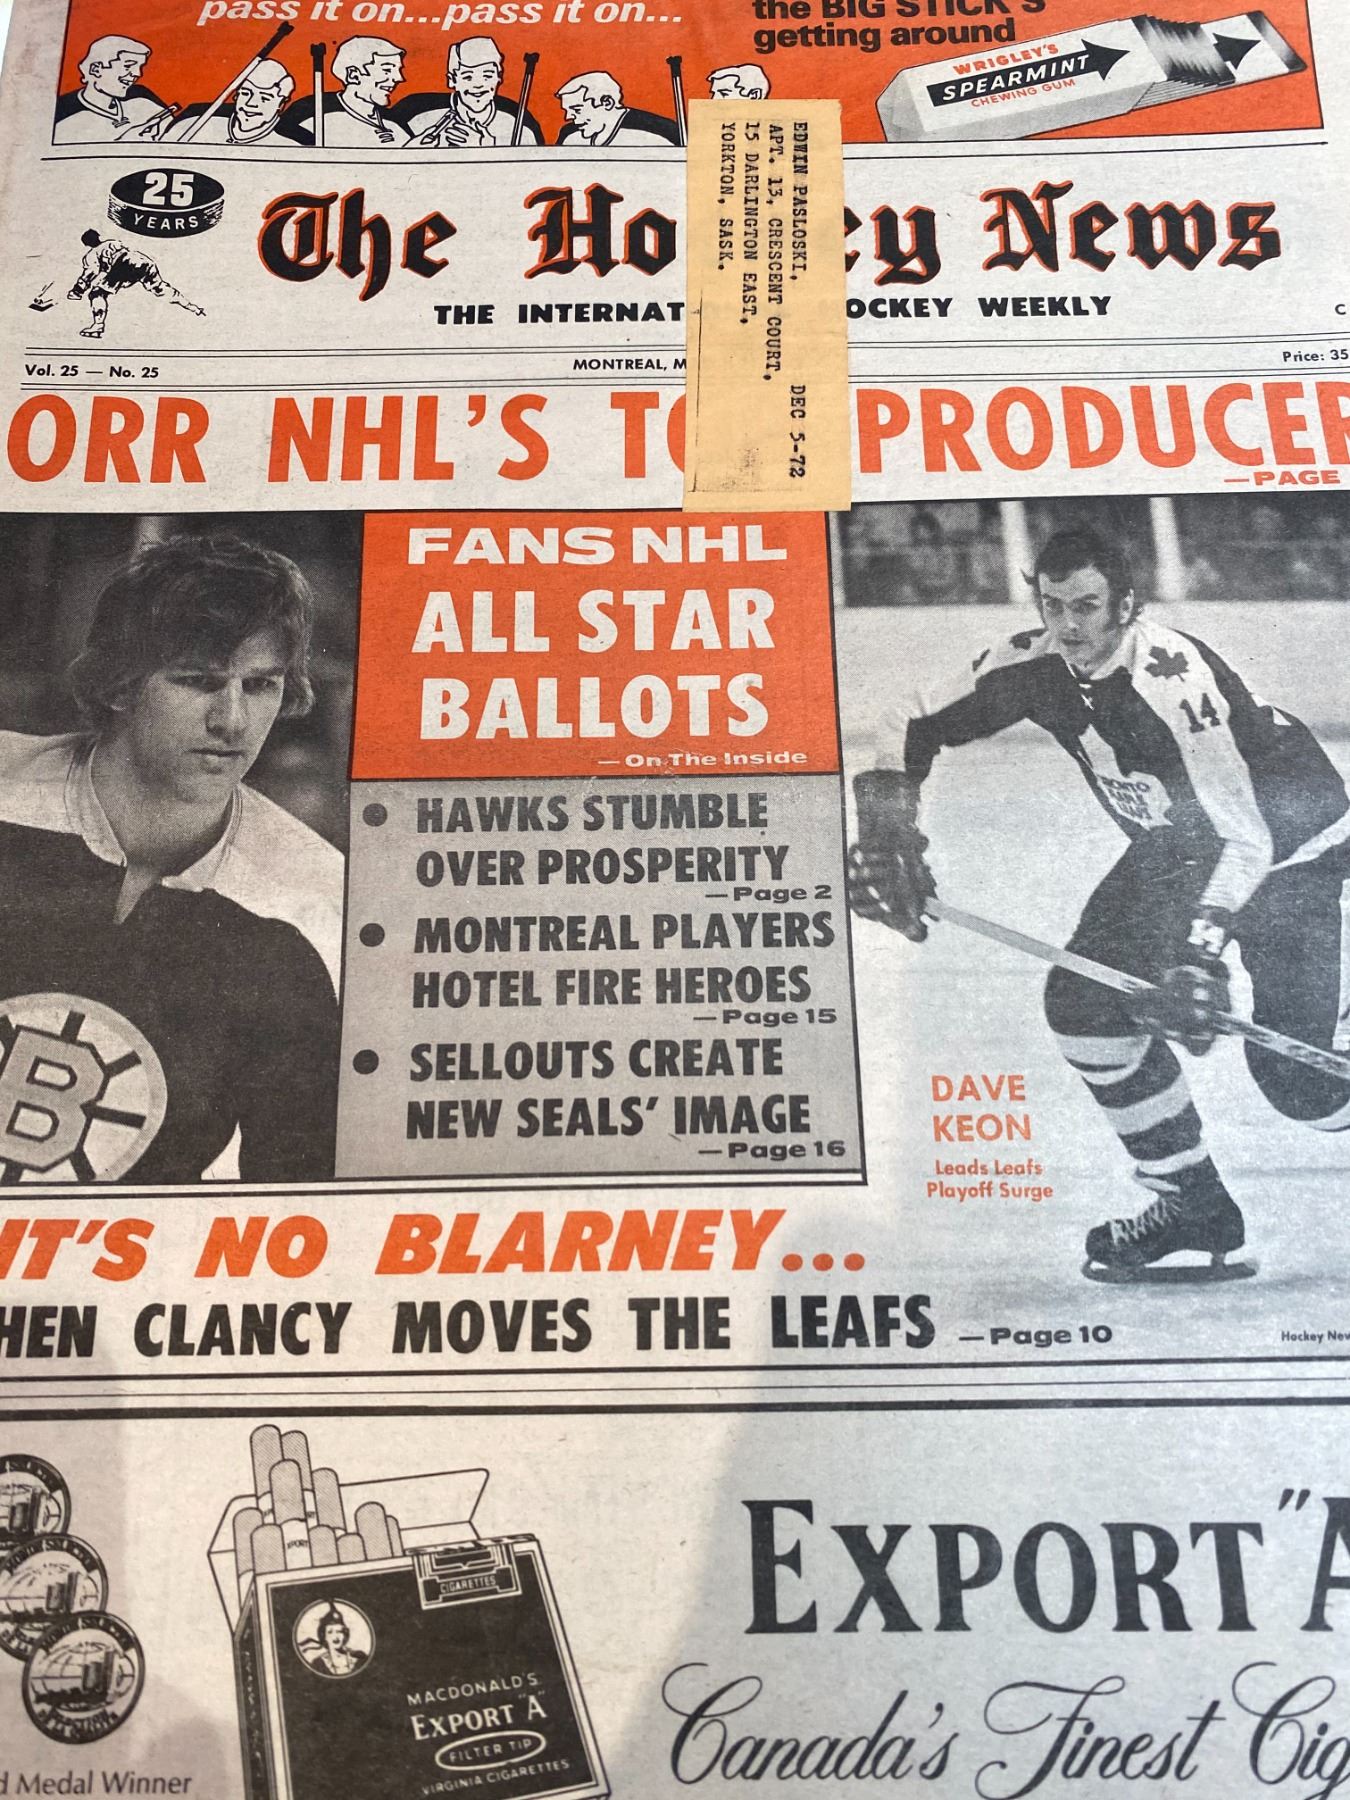 pass it on...pass it on...
the BIG STICK'S
getting around
WRIGLEY'S
SPEARMINT
CHEWING GUM
EDWIN PASLOSKI,
APT. 13, CRESCENT COURT,
15 DARLINGTON EAST,
YORKTON, SASK.
DEC 5-72
25
YEARS
The Ho ey News
THE INTERNAT OCKEY WEEKLY
Vol. 25 — No. 25
MONTREAL, M
Price: 35
ORR NHL'S TO PRODUCER
—PAGE
FANS NHL
ALL STAR
BALLOTS
—On The Inside
• HAWKS STUMBLE
OVER PROSPERITY
—Page 2
• MONTREAL PLAYERS
HOTEL FIRE HEROES
—Page 15
• SELLOUTS CREATE
NEW SEALS' IMAGE
—Page 16
14
TORONTO
B
DAVE
KEON
Leads Leafs
Playoff Surge
IT'S NO BLARNEY...
HEN CLANCY MOVES THE LEAFS —Page 10
Hockey New
EXPORT "A
Canada's Finest Cig
CIGARETTES
MACDONALD'S
EXPORT "A"
FILTER TIP
VIRGINIA CIGARETTES
d Medal Winner